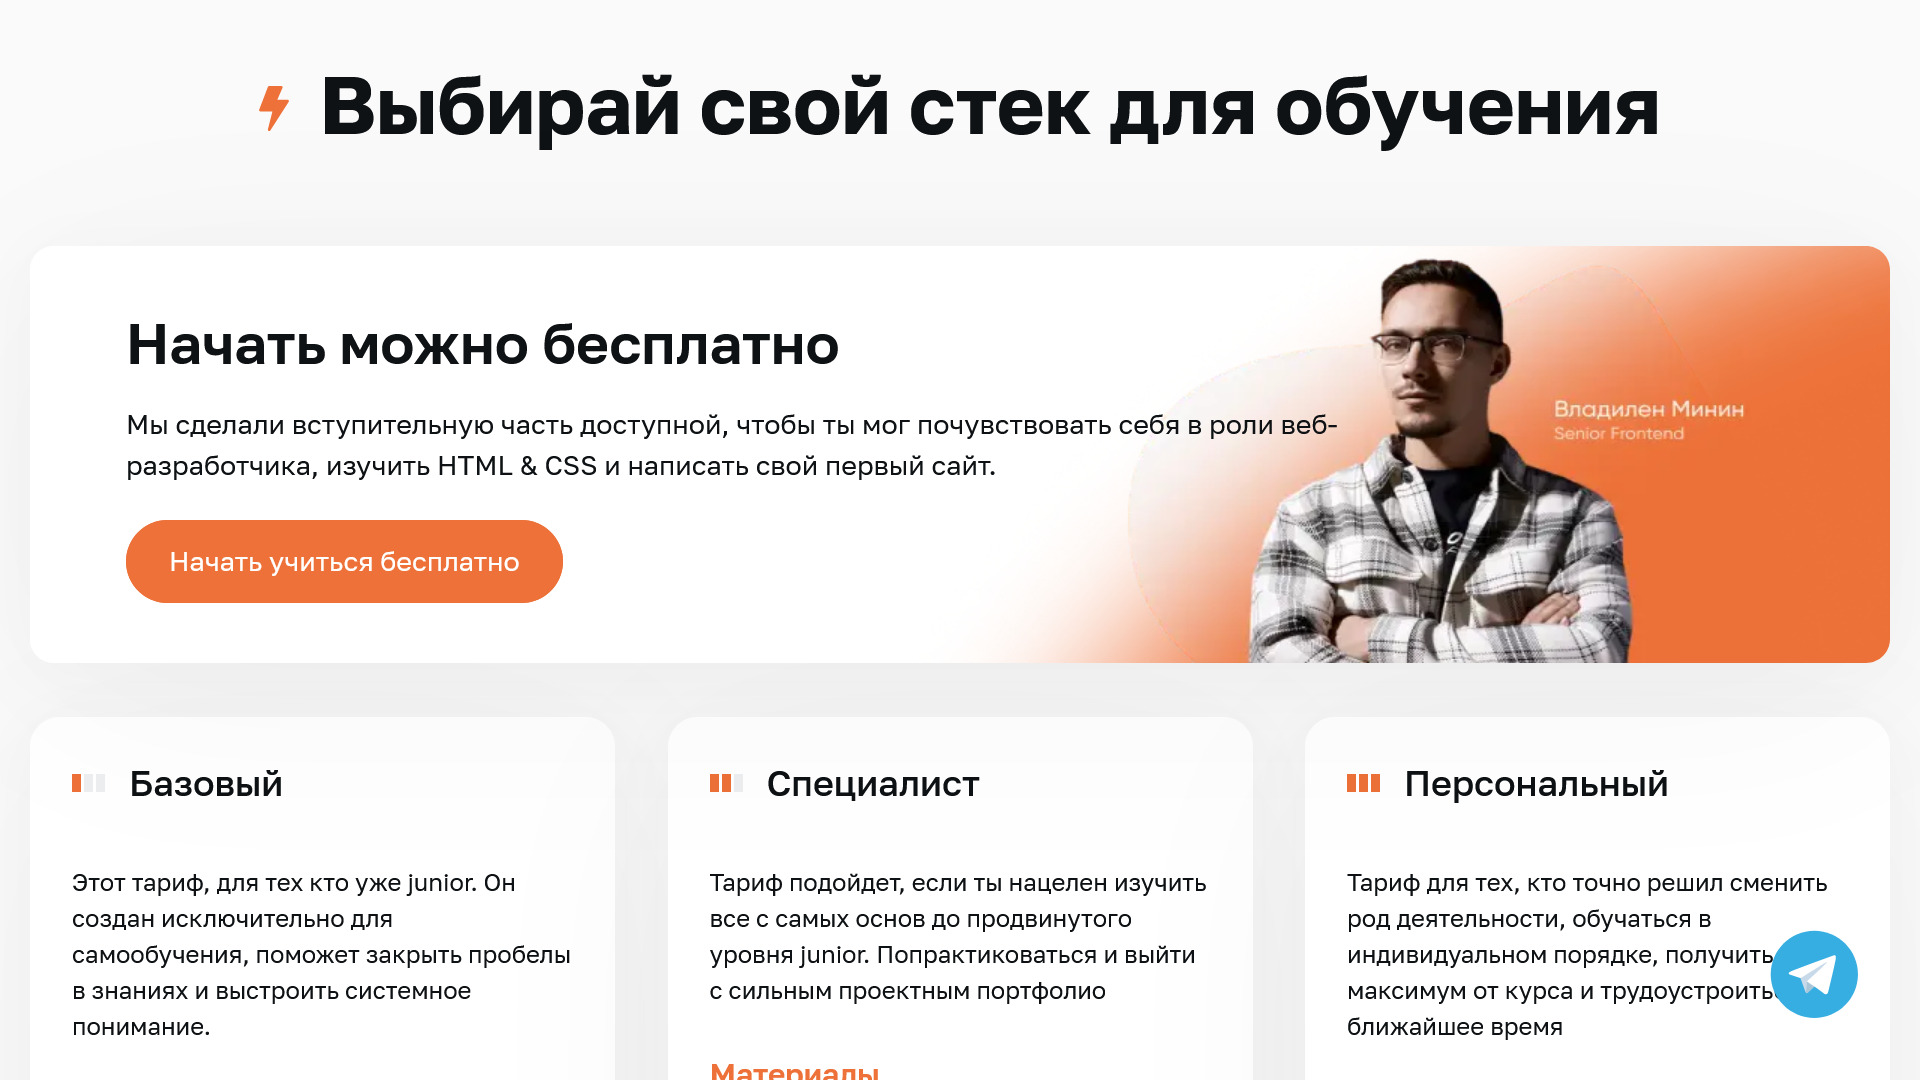 Выбирай свой стек для обучения
Начать можно бесплатно
Мы сделали вступительную часть доступной, чтобы ты мог почувствовать себя в роли веб-
разработчика, изучить HTML & CSS и написать свой первый сайт.
Начать учиться бесплатно
Владилен Минин
Senior Frontend
Базовый
Этот тариф, для тех кто уже junior. Он
создан исключительно для
самообучения, поможет закрыть пробелы
в знаниях и выстроить системное
понимание.
Специалист
Тариф подойдет, если ты нацелен изучить
все с самых основ до продвинутого
уровня junior. Попрактиковаться и выйти
с сильным проектным портфолио
Материалы
Персональный
Тариф для тех, кто точно решил сменить
род деятельности, обучаться в
индивидуальном порядке, получить
максимум от курса и
ближайшее время